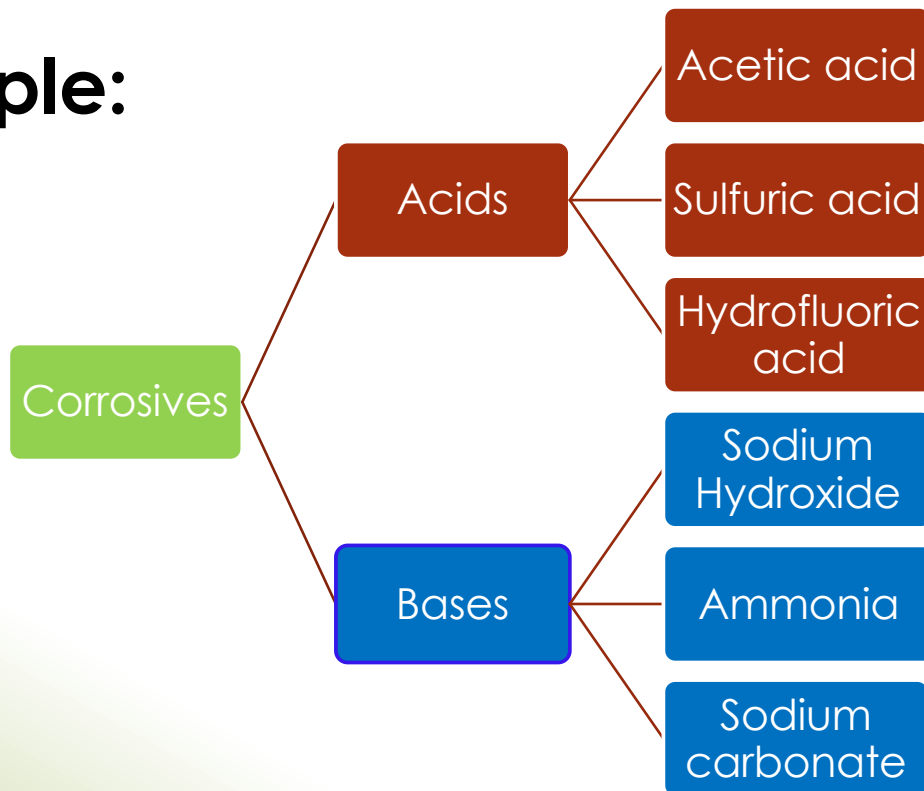 ple:
Acetic acid
Acids
Sulfuric acid
Hydrofluoric
acid
Corrosives
Sodium
Hydroxide
Bases
Ammonia
Sodium
carbonate